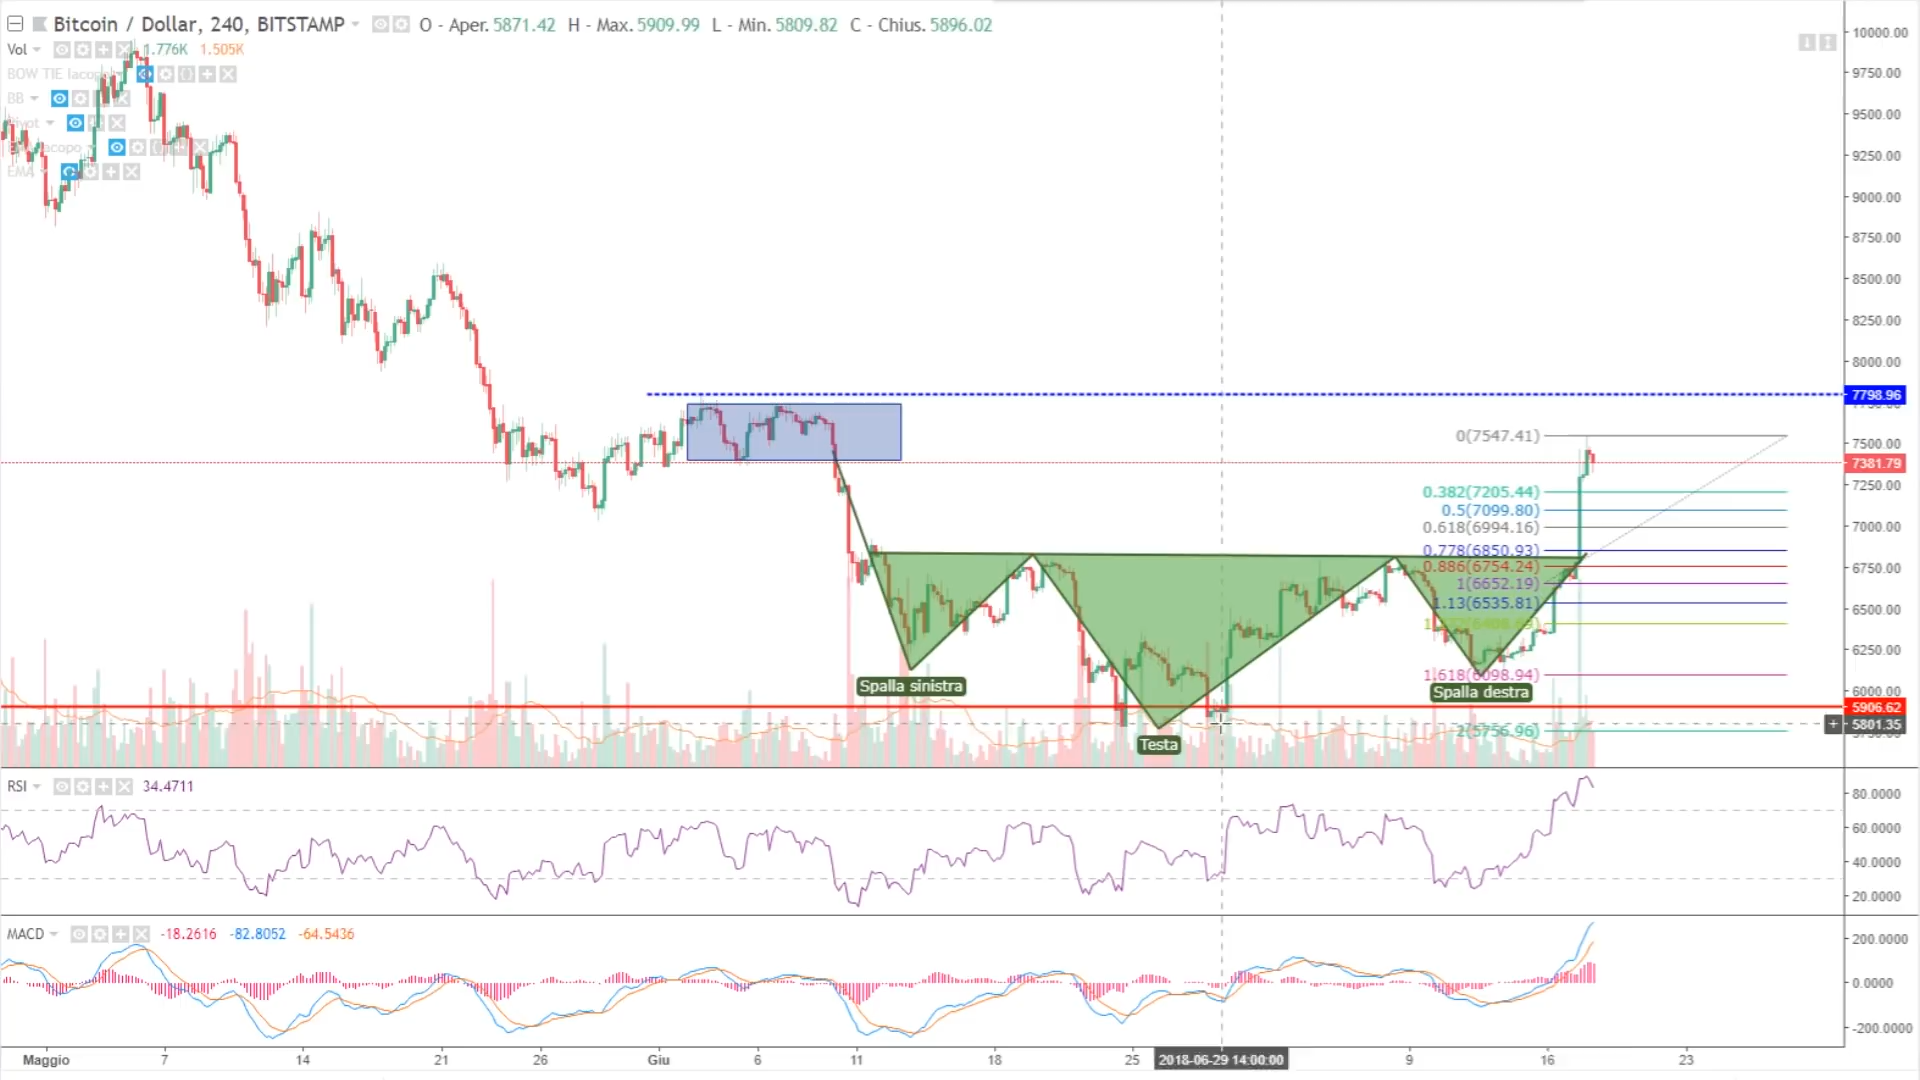 Bitcoin / Dollar, 240, BITSTAMP O - Aper. 5871.42 H - Max. 5909.99 L - Min. 5809.82 C - Chius. 5896.02
Vol 1.776K 1.505K
BOW TIE Iacopo
BB
Pivot
Iacopo
EMA
10000.00
9750.00
9500.00
9250.00
9000.00
8750.00
8500.00
8250.00
8000.00
7798.96
7500.00
7381.79
7250.00
7000.00
6750.00
6500.00
6250.00
6000.00
5906.62
5801.35
0(7547.41)
0.382(7205.44)
0.5(7099.80)
0.618(6994.16)
0.778(6850.93)
0.886(6754.24)
1(6652.19)
1.13(6535.81)
1.618(6098.94)
2(5756.96)
Spalla sinistra
Testa
Spalla destra
RSI 34.4711
80.0000
60.0000
40.0000
20.0000
MACD -18.2616 -82.8052 -64.5436
200.0000
0.0000
-200.0000
Maggio 7 14 21 26 Giu 6 11 18 25 2018-06-29 14:00:00 9 16 23